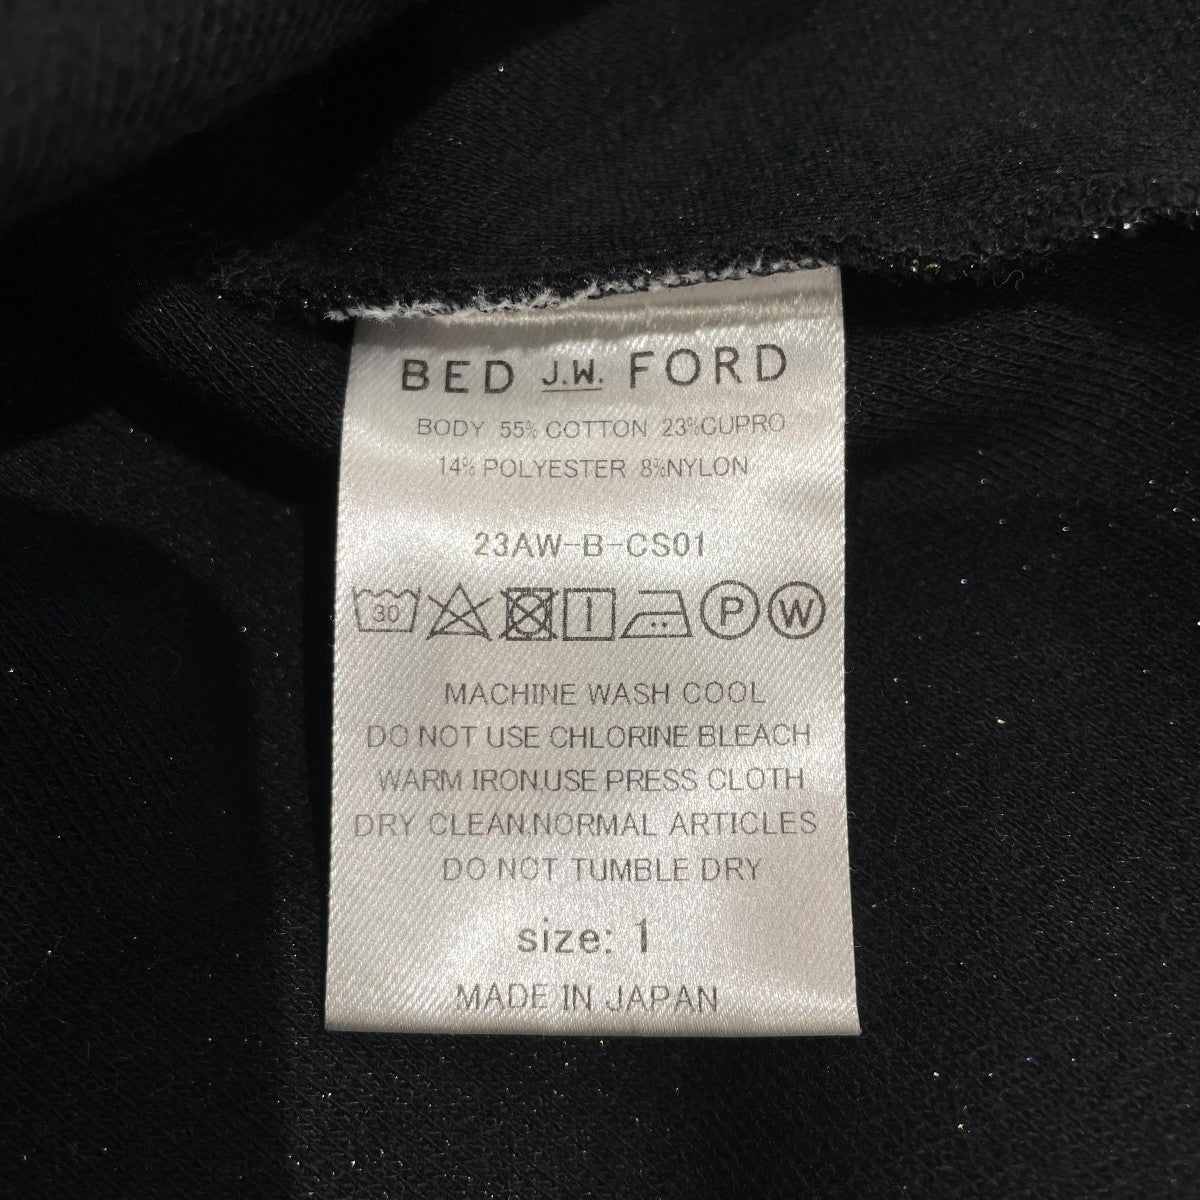 BED J.W. FORD
BODY 55% COTTON 23%CUPRO
14% POLYESTER 8%NYLON
23AW-B-CS01
30 P W
MACHINE WASH COOL
DO NOT USE CHLORINE BLEACH
WARM IRON.USE PRESS CLOTH
DRY CLEAN.NORMAL ARTICLES
DO NOT TUMBLE DRY
size: 1
MADE IN JAPAN